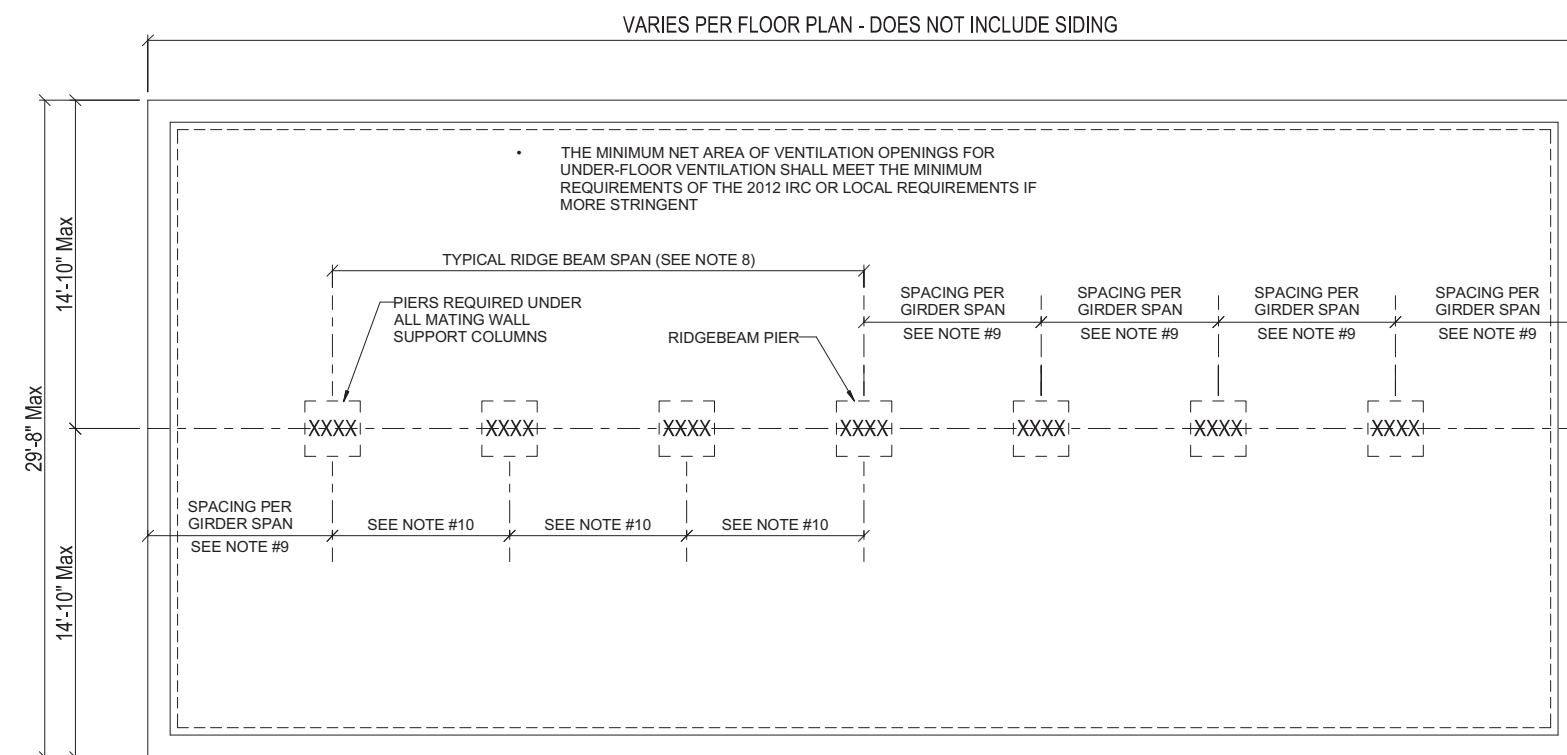 VARIES PER FLOOR PLAN - DOES NOT INCLUDE SIDING
• THE MINIMUM NET AREA OF VENTILATION OPENINGS FOR
UNDER-FLOOR VENTILATION SHALL MEET THE MINIMUM
REQUIREMENTS OF THE 2012 IRC OR LOCAL REQUIREMENTS IF
MORE STRINGENT
14'-10" Max
29'-8" Max
14'-10" Max
TYPICAL RIDGE BEAM SPAN (SEE NOTE 8)
PIERS REQUIRED UNDER
ALL MATING WALL
SUPPORT COLUMNS
RIDGEBEAM PIER
SPACING PER
GIRDER SPAN
SEE NOTE #9
SPACING PER
GIRDER SPAN
SEE NOTE #9
SPACING PER
GIRDER SPAN
SEE NOTE #9
SPACING PER
GIRDER SPAN
SEE NOTE #9
XXXX
XXXX
XXXX
XXXX
XXXX
XXXX
XXXX
SPACING PER
GIRDER SPAN
SEE NOTE #9
SEE NOTE #10
SEE NOTE #10
SEE NOTE #10